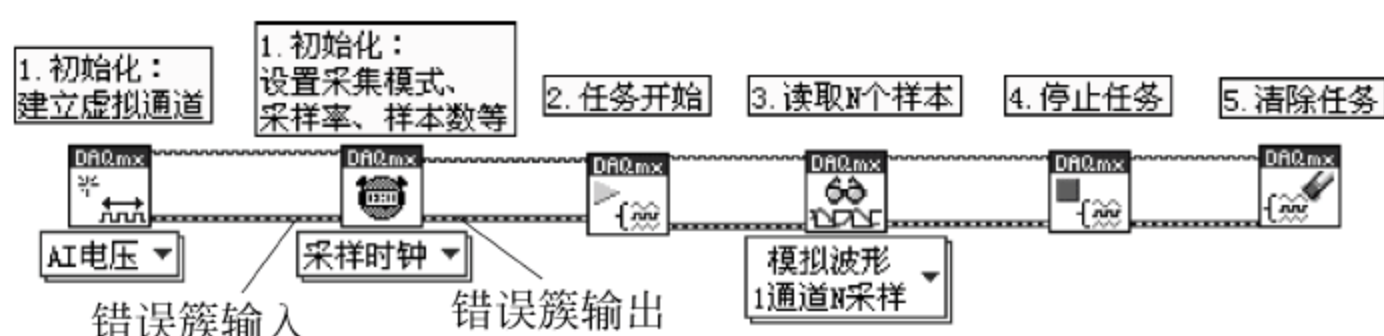 1.初始化：
建立虚拟通道
1.初始化：
设置采集模式、
采样率、样本数等
2.任务开始
3.读取N个样本
4.停止任务
5.清除任务
DAQmx
DAQmx
DAQmx
DAQmx
DAQmx
DAQmx
AI电压
采样时钟
模拟波形
1通道N采样
错误簇输入
错误簇输出